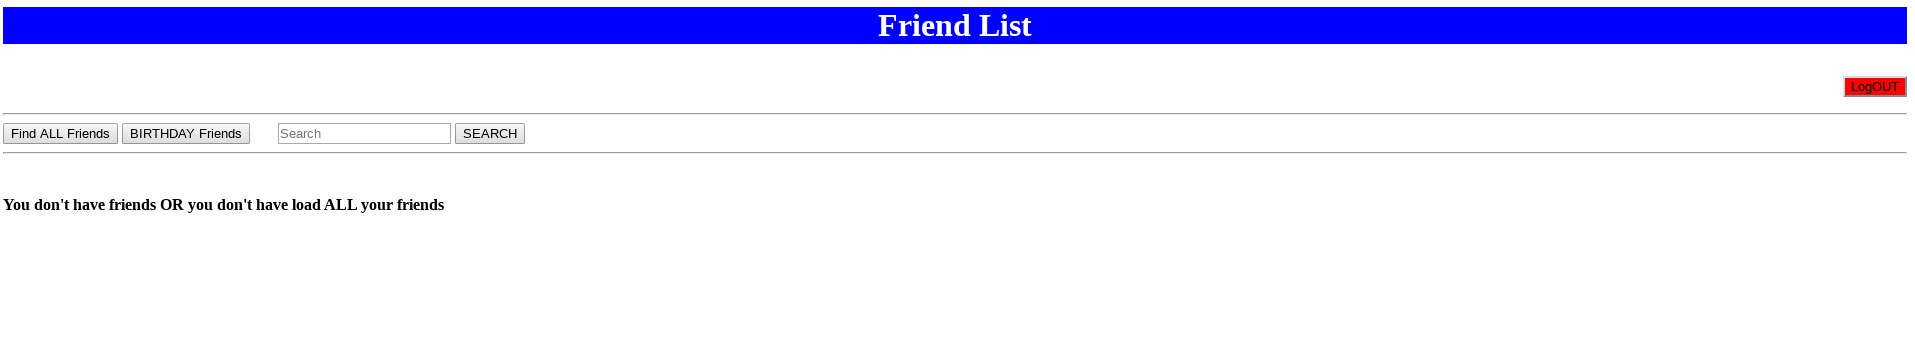 Friend List
LogOUT
Find ALL Friends BIRTHDAY Friends Search SEARCH
You don't have friends OR you don't have load ALL your friends